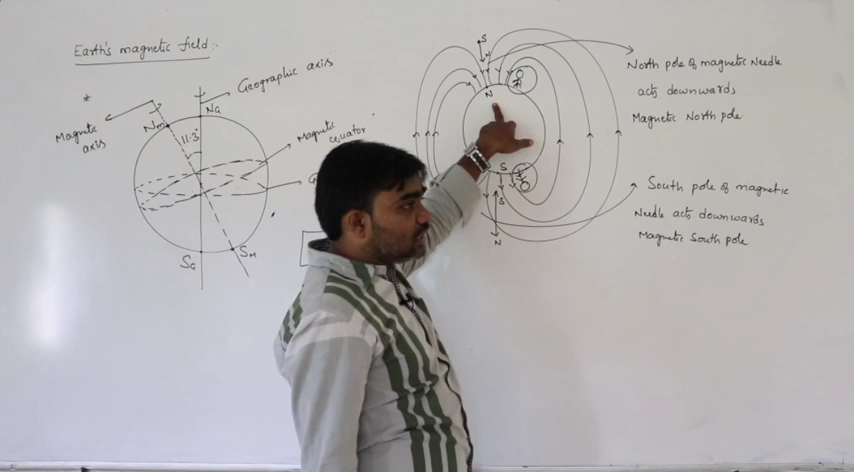 Earth's magnetic field:-
Geographic axis
*
NG
Nm
Magnetic
axis
11.3°
Magnetic
equator
G
SG
SM
S
N
N
S
S
N
North pole of magnetic Needle
acts downwards
Magnetic North pole
South pole of magnetic
Needle acts downwards
Magnetic South pole